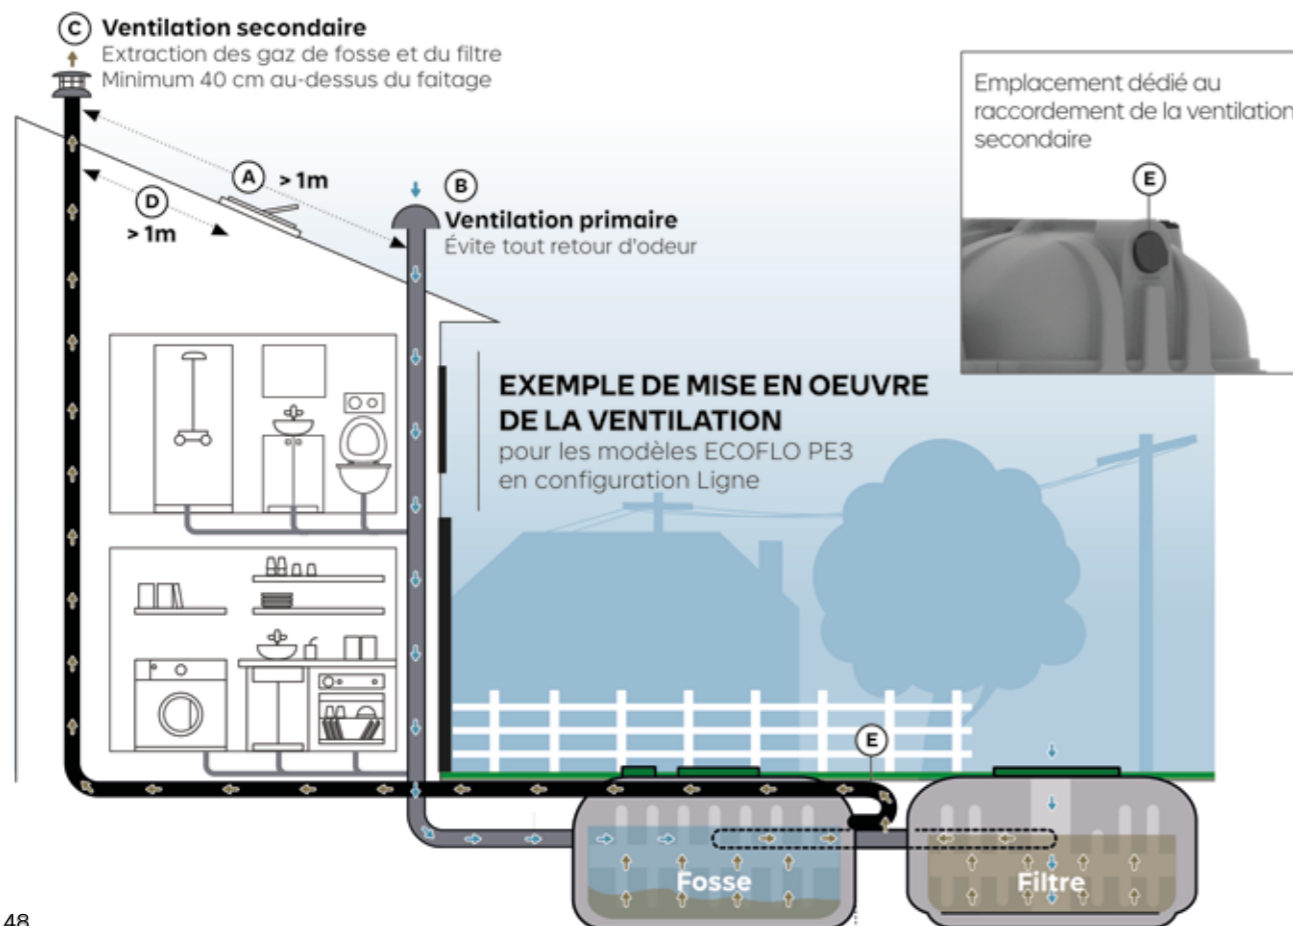 C Ventilation secondaire
Extraction des gaz de fosse et du filtre
Minimum 40 cm au-dessus du faitage
Emplacement dédié au
raccordement de la ventilation
secondaire
E
A > 1m
B
D
> 1m
Ventilation primaire
Évite tout retour d'odeur
EXEMPLE DE MISE EN OEUVRE
DE LA VENTILATION
pour les modèles ECOFLO PE3
en configuration Ligne
E
Fosse
Filtre
48